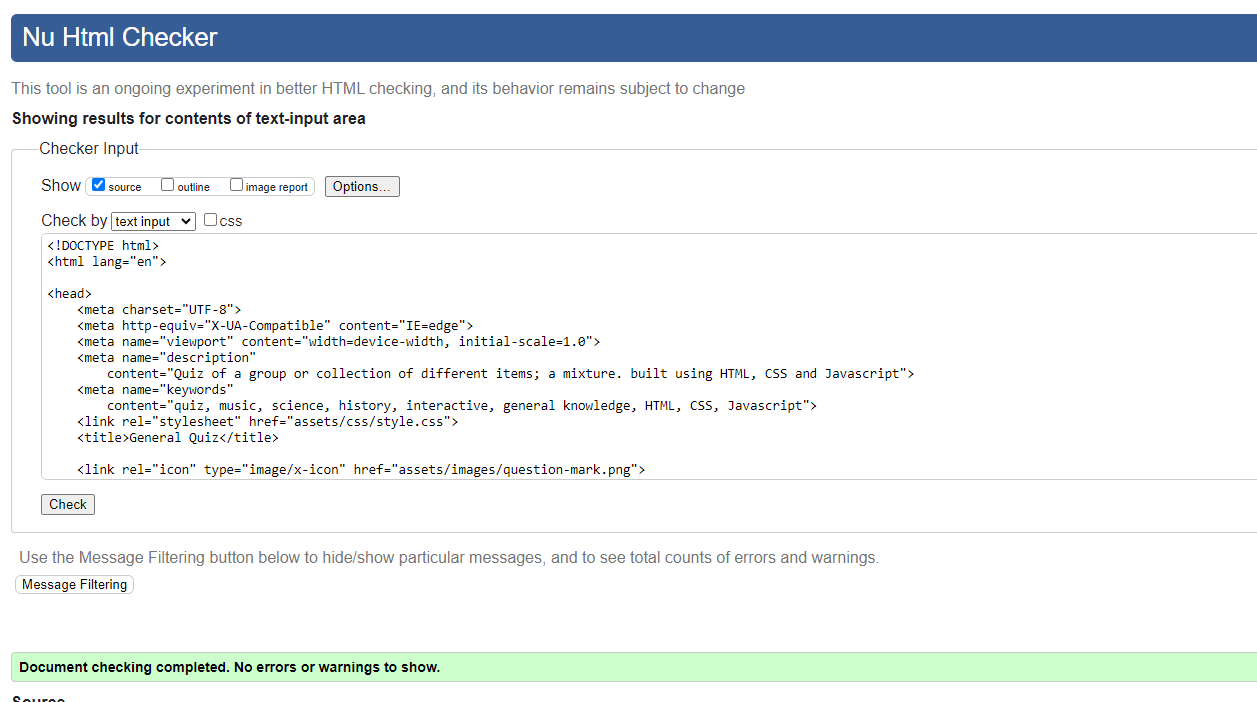 Nu Html Checker
This tool is an ongoing experiment in better HTML checking, and its behavior remains subject to change
Showing results for contents of text-input area
Checker Input
Show source outline image report Options...
Check by text input css
<!DOCTYPE html>
<html lang="en">
<head>
    <meta charset="UTF-8">
    <meta http-equiv="X-UA-Compatible" content="IE=edge">
    <meta name="viewport" content="width=device-width, initial-scale=1.0">
    <meta name="description"
        content="Quiz of a group or collection of different items; a mixture. built using HTML, CSS and Javascript">
    <meta name="keywords"
        content="quiz, music, science, history, interactive, general knowledge, HTML, CSS, Javascript">
    <link rel="stylesheet" href="assets/css/style.css">
    <title>General Quiz</title>
    <link rel="icon" type="image/x-icon" href="assets/images/question-mark.png">
Check
Use the Message Filtering button below to hide/show particular messages, and to see total counts of errors and warnings.
Message Filtering
Document checking completed. No errors or warnings to show.
Source